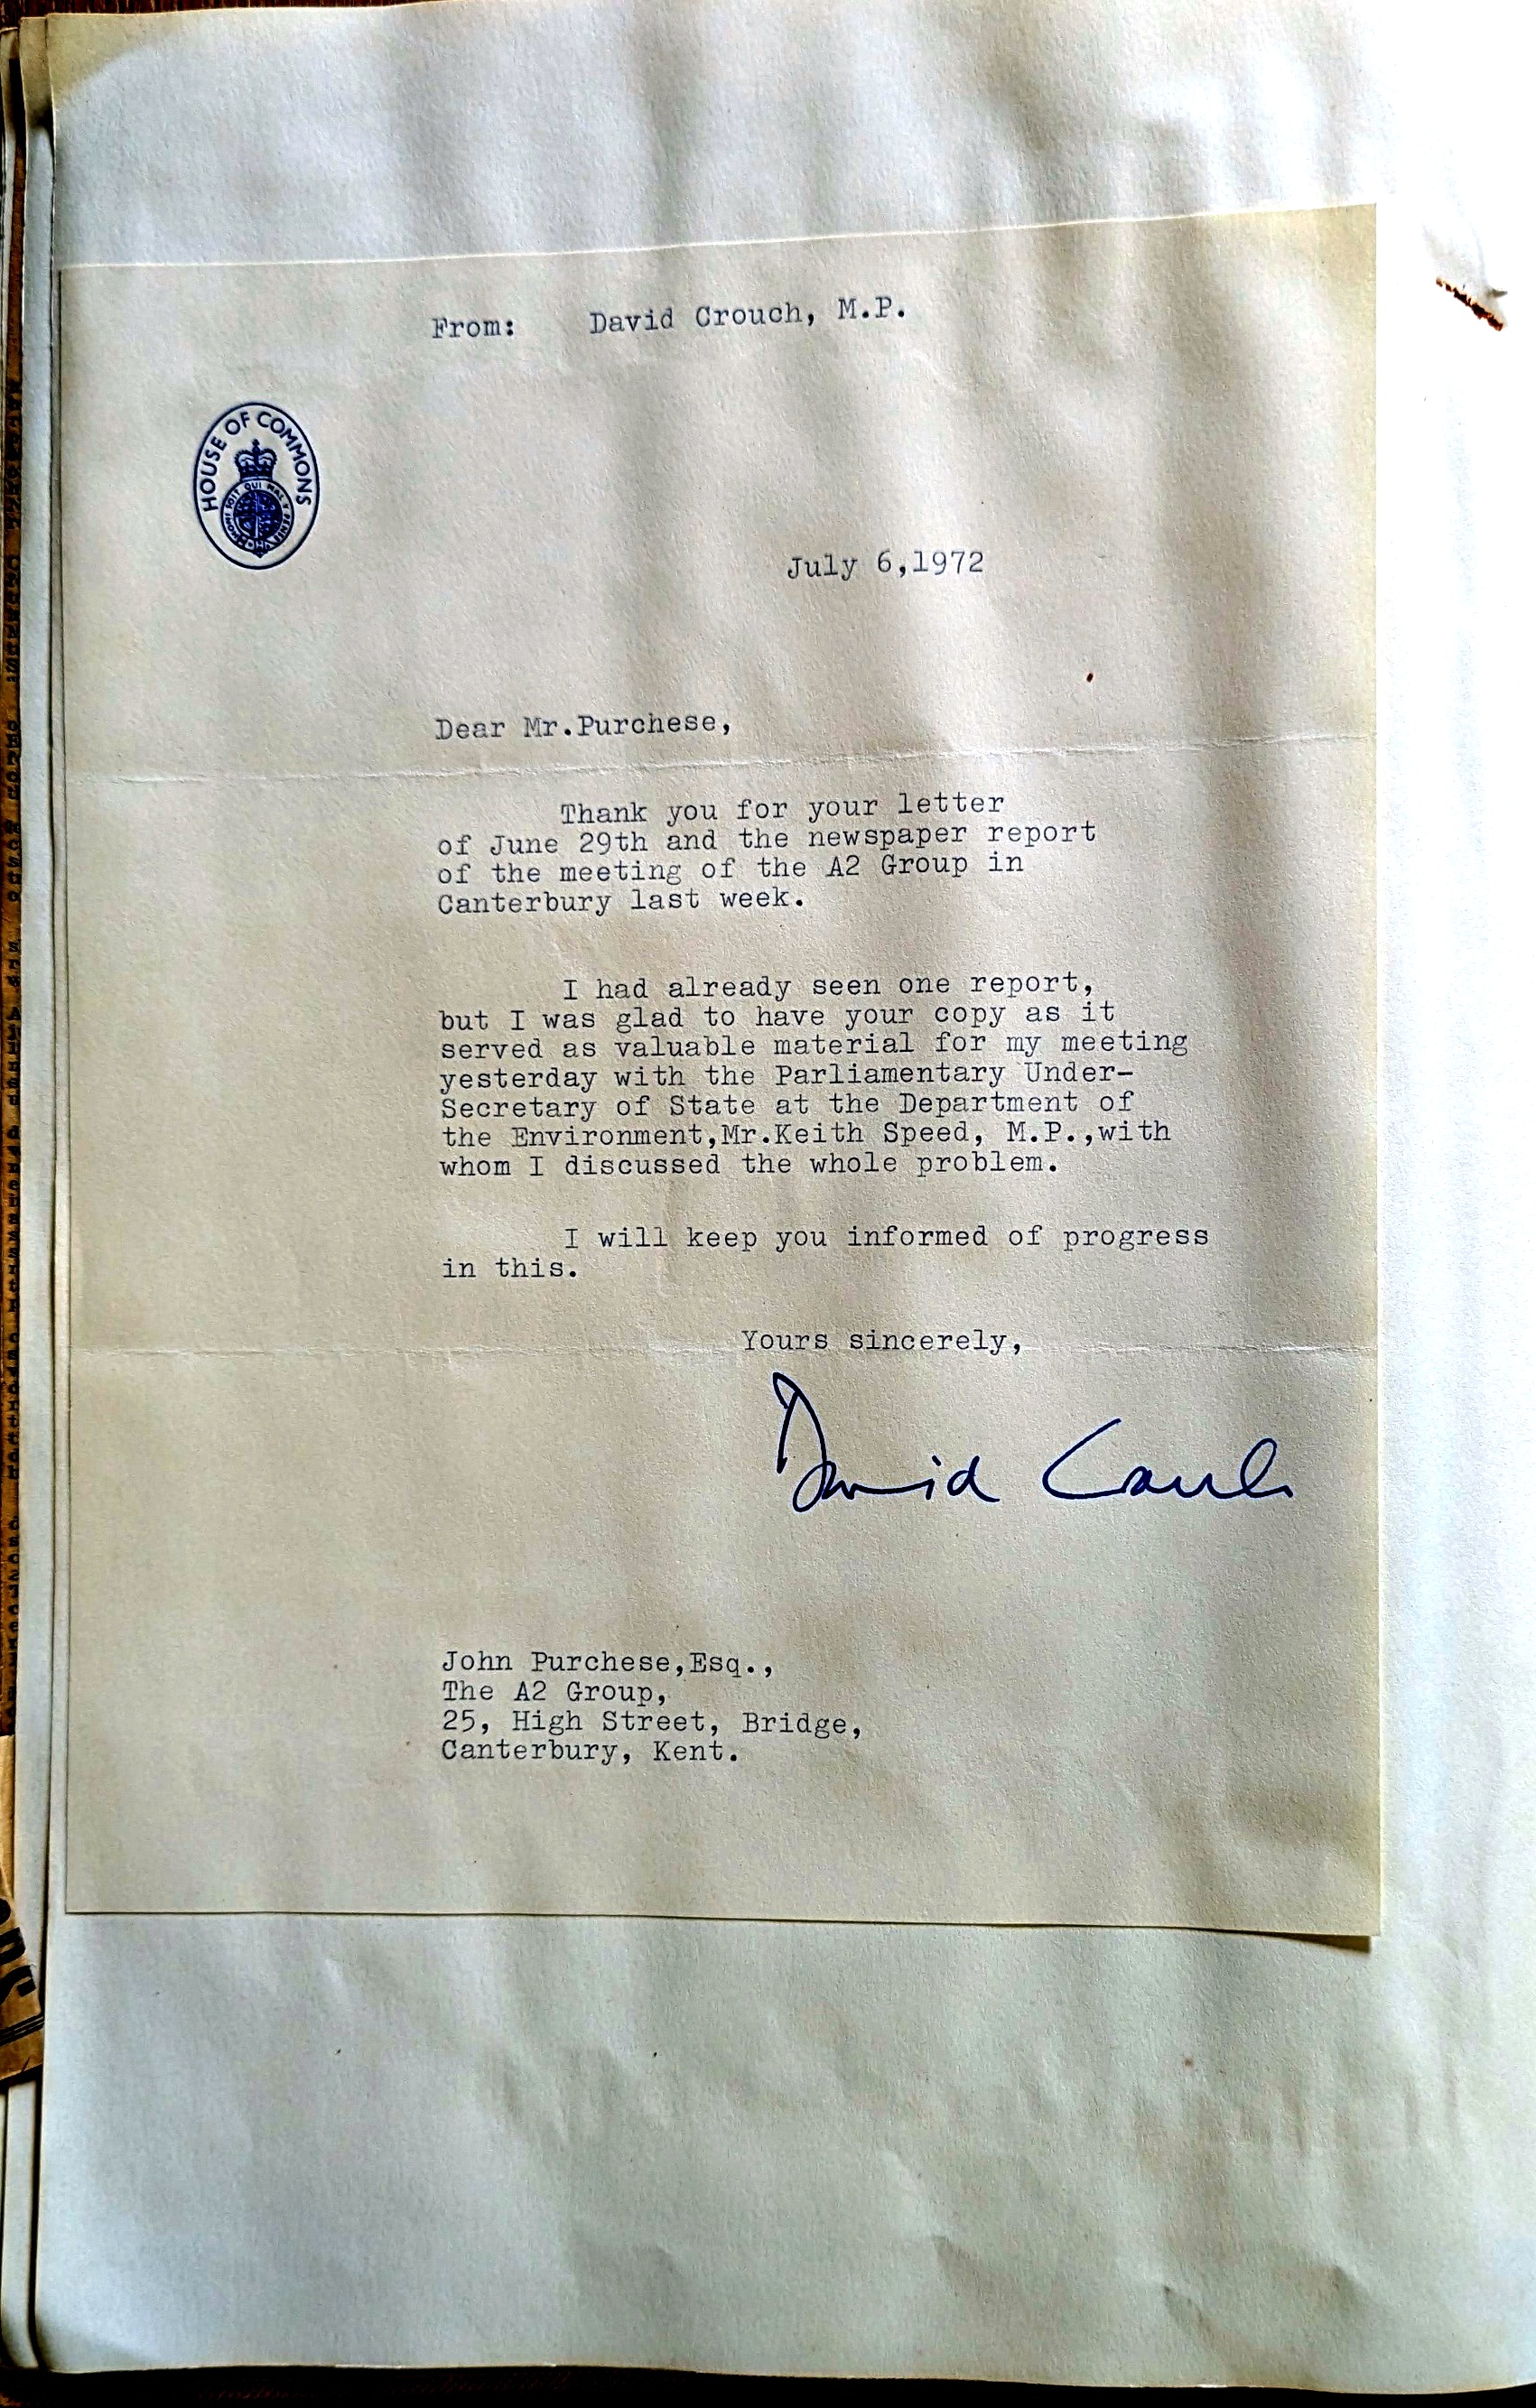 From: David Crouch, M.P.
HOUSE OF COMMONS
July 6,1972
Dear Mr.Purchese,
Thank you for your letter
of June 29th and the newspaper report
of the meeting of the A2 Group in
Canterbury last week.
I had already seen one report,
but I was glad to have your copy as it
served as valuable material for my meeting
yesterday with the Parliamentary Under-
Secretary of State at the Department of
the Environment,Mr.Keith Speed, M.P.,with
whom I discussed the whole problem.
I will keep you informed of progress
in this.
Yours sincerely,
David Crouch
John Purchese,Esq.,
The A2 Group,
25, High Street, Bridge,
Canterbury, Kent.